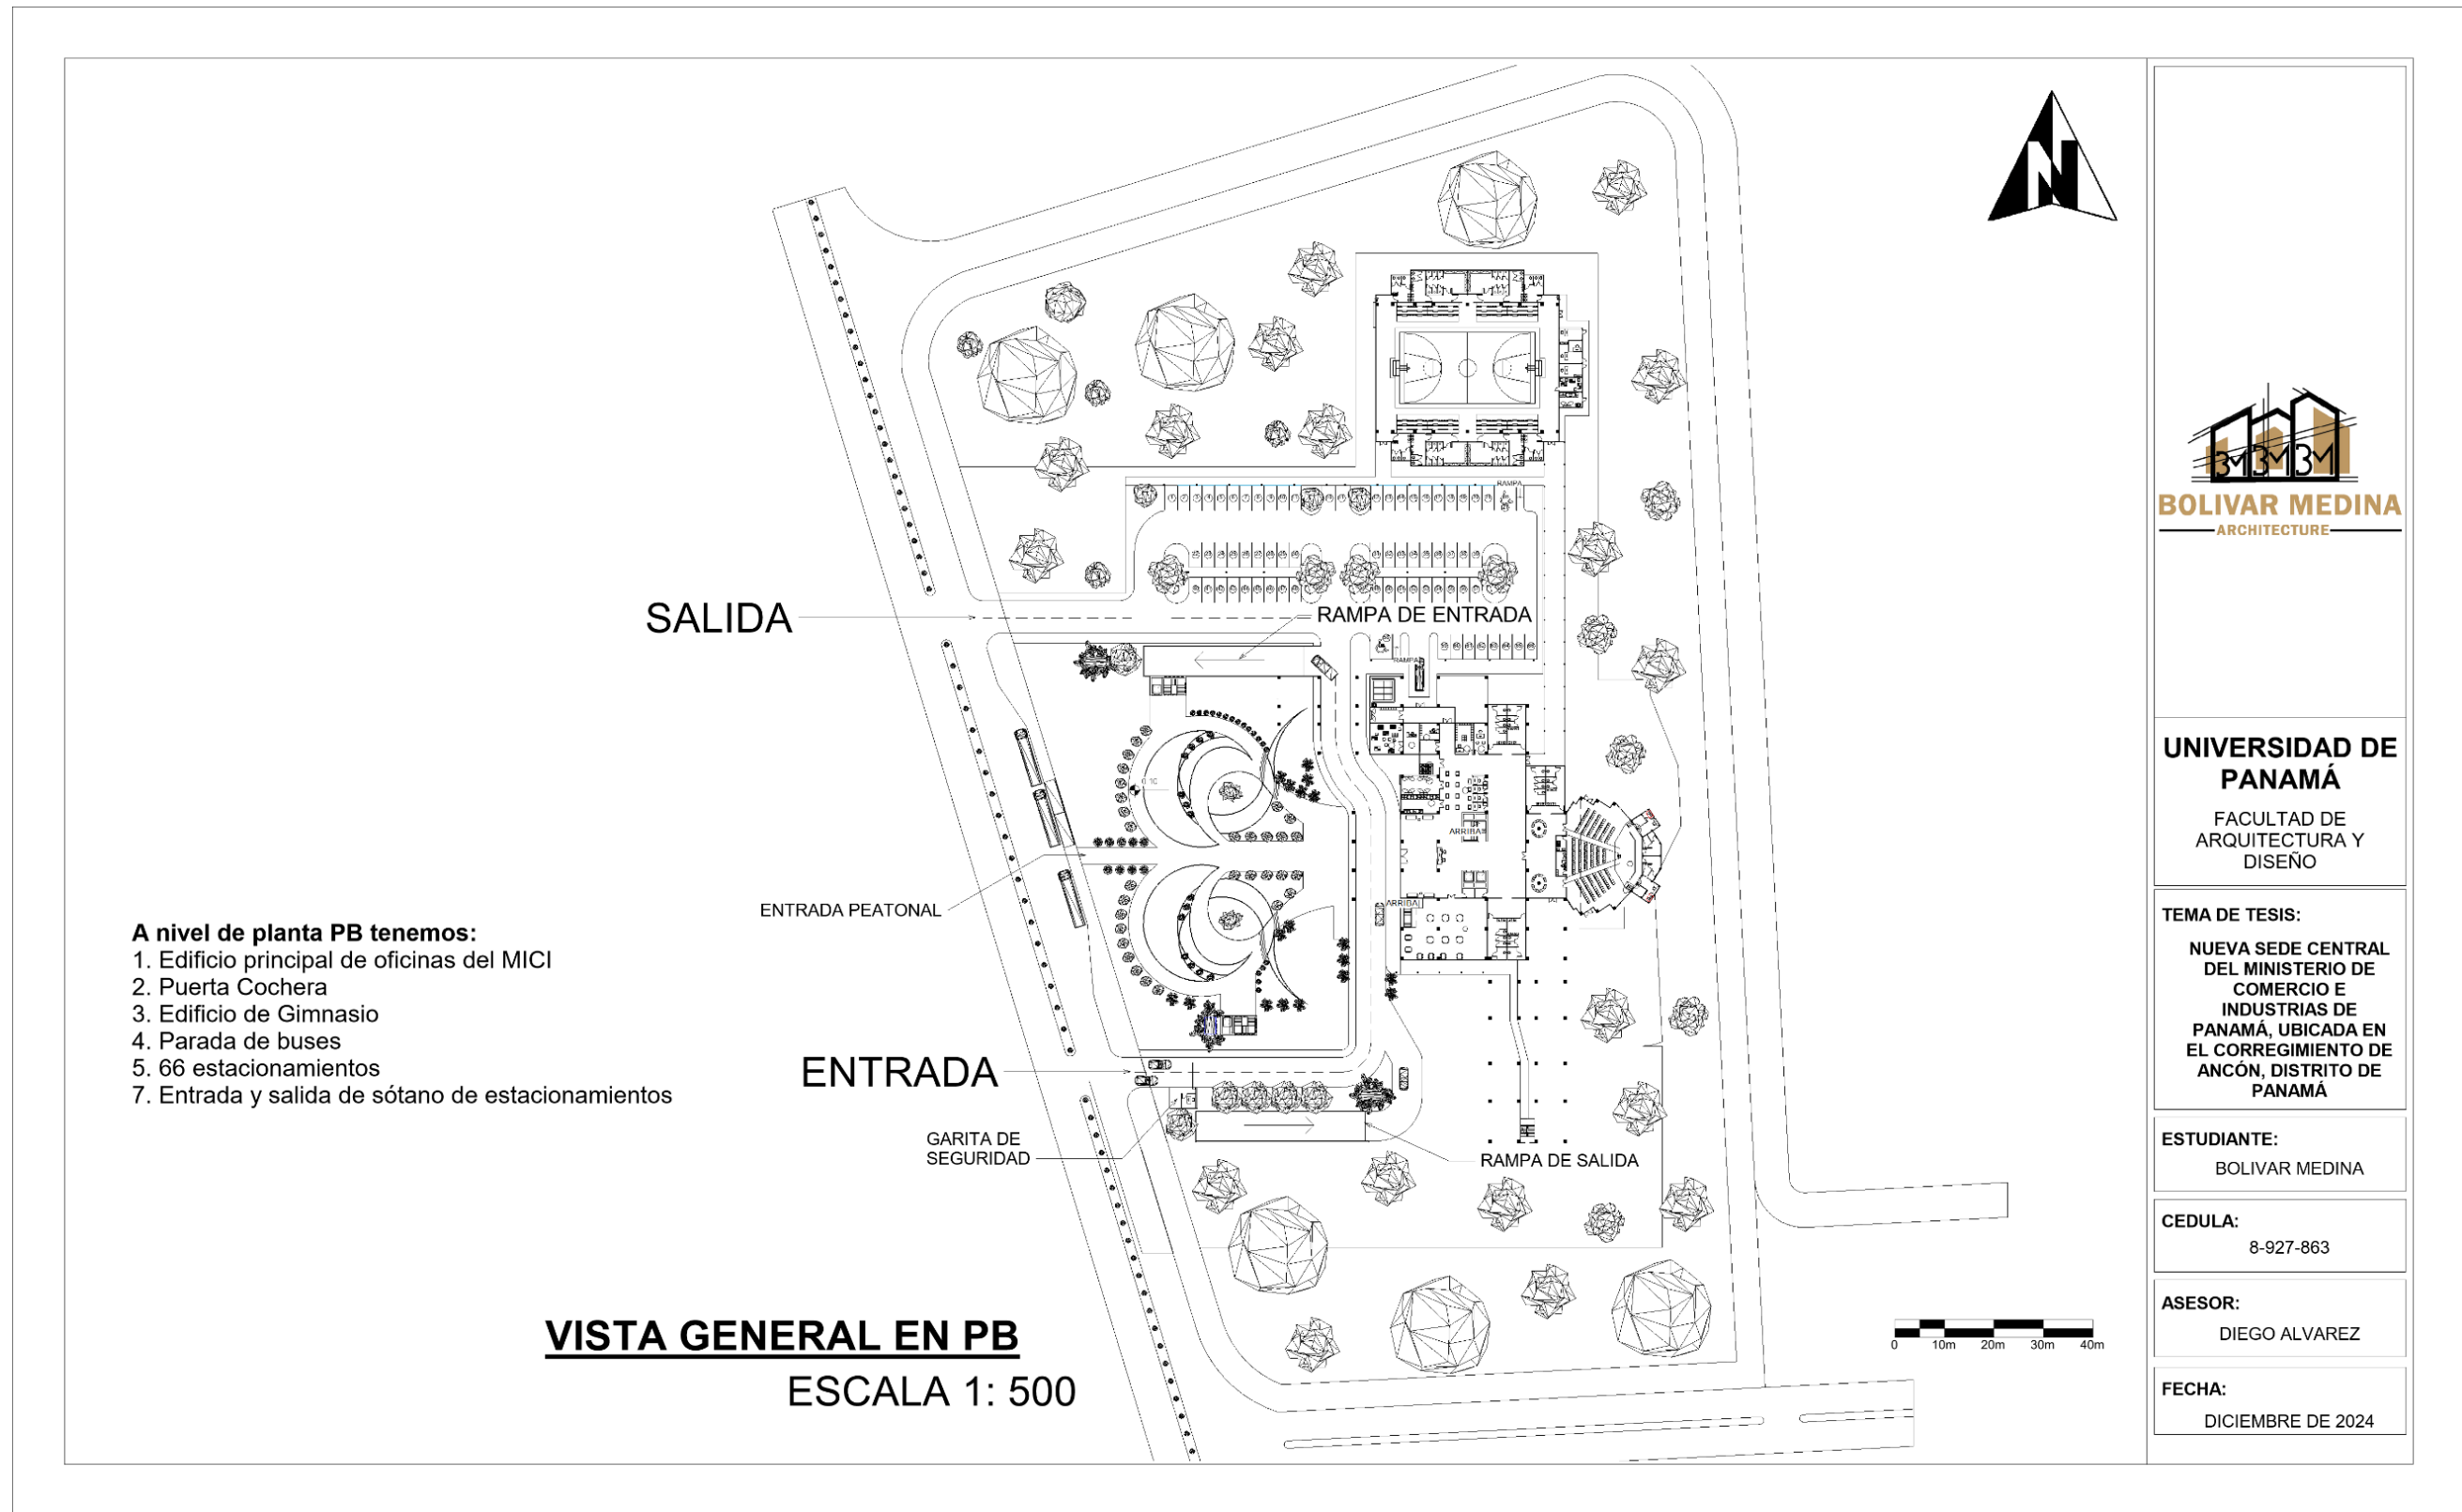 SALIDA
RAMPA DE ENTRADA
RAMPA
RAMPA
ARRIBA
ARRIBA
ENTRADA PEATONAL
ENTRADA
GARITA DE
SEGURIDAD
RAMPA DE SALIDA
A nivel de planta PB tenemos:
1. Edificio principal de oficinas del MICI
2. Puerta Cochera
3. Edificio de Gimnasio
4. Parada de buses
5. 66 estacionamientos
7. Entrada y salida de sótano de estacionamientos
VISTA GENERAL EN PB
ESCALA 1: 500
N
0 10m 20m 30m 40m
BOLIVAR MEDINA
ARCHITECTURE
UNIVERSIDAD DE
PANAMÁ
FACULTAD DE
ARQUITECTURA Y
DISEÑO
TEMA DE TESIS:
NUEVA SEDE CENTRAL
DEL MINISTERIO DE
COMERCIO E
INDUSTRIAS DE
PANAMÁ, UBICADA EN
EL CORREGIMIENTO DE
ANCÓN, DISTRITO DE
PANAMÁ
ESTUDIANTE:
BOLIVAR MEDINA
CEDULA:
8-927-863
ASESOR:
DIEGO ALVAREZ
FECHA:
DICIEMBRE DE 2024